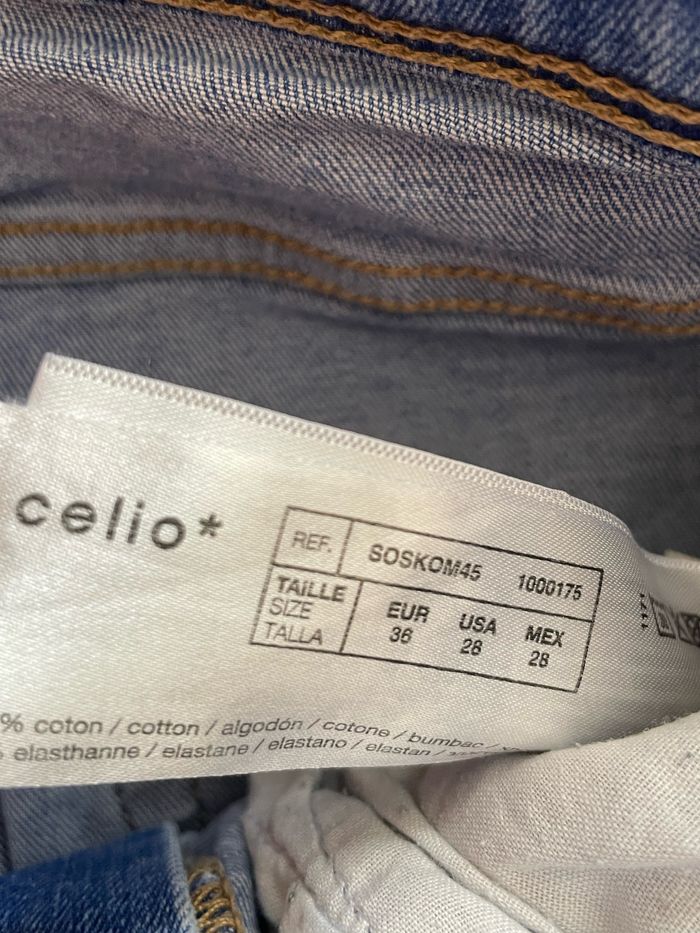 celio*
REF. SOSKOM45 1000175
TAILLE EUR USA MEX
SIZE 36 28 28
TALLA
% coton / cotton / algodón / cotone / bumbac /
elasthanne / elastane / elastano / elastan /
1171